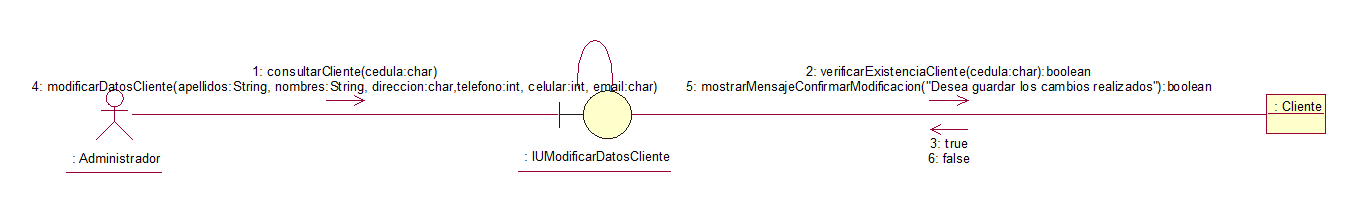 1: consultarCliente(cedula:char)
4: modificarDatosCliente(apellidos:String, nombres:String, direccion:char,telefono:int, celular:int, email:char)
2: verificarExistenciaCliente(cedula:char):boolean
5: mostrarMensajeConfirmarModificacion("Desea guardar los cambios realizados"):boolean
: Cliente
3: true
6: false
: Administrador
: IUModificarDatosCliente